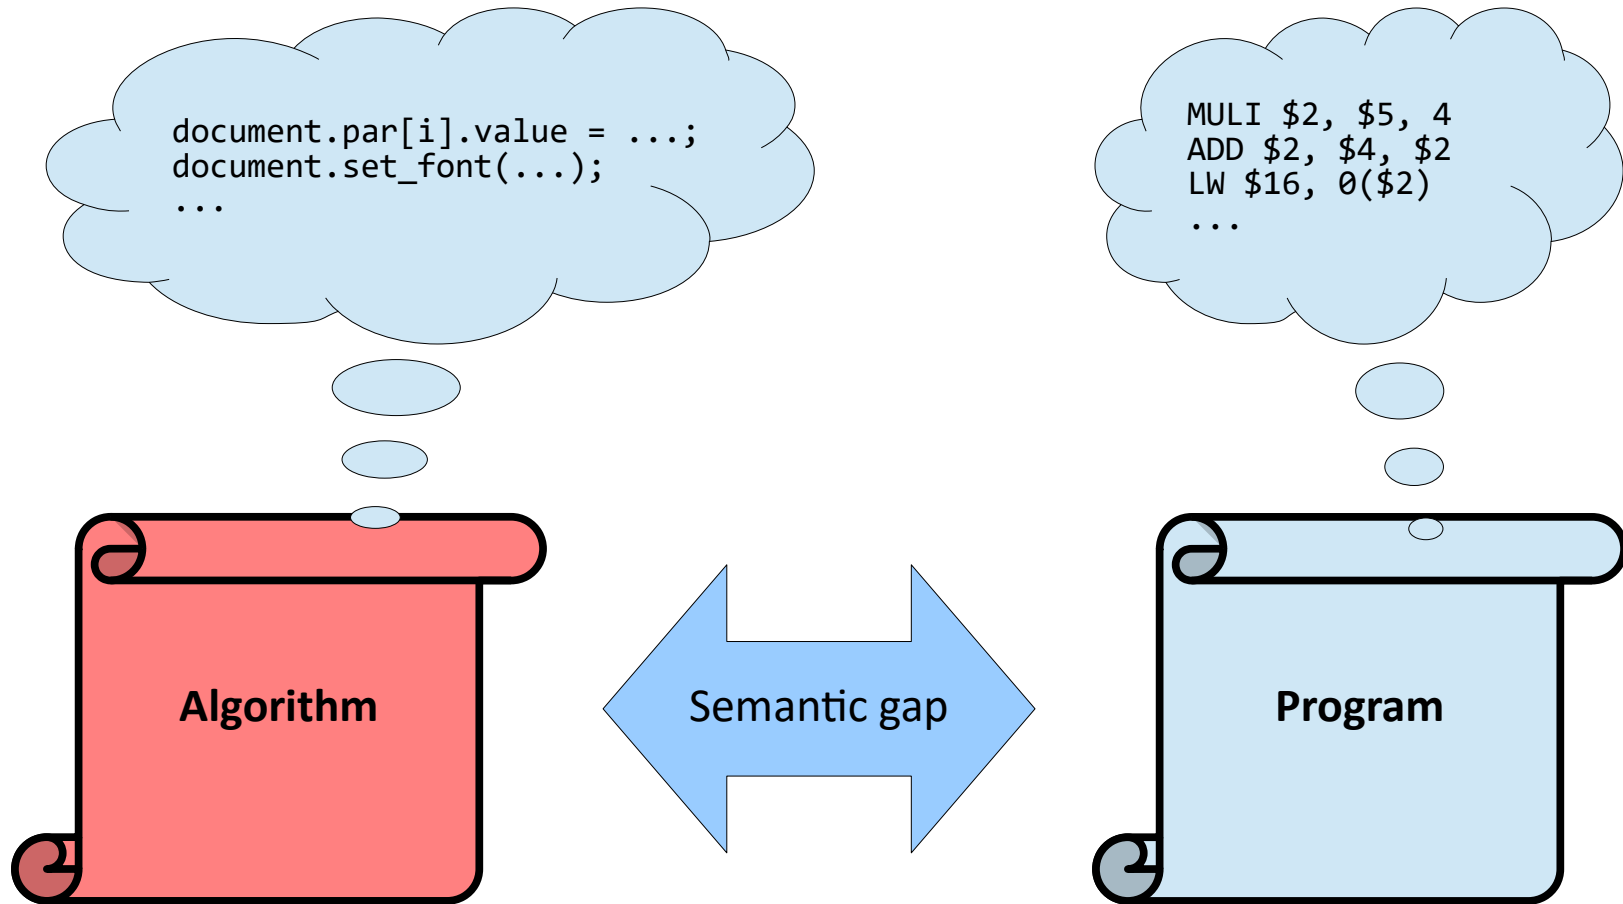 document.par[i].value = ...;
document.set_font(...);
...
MULI $2, $5, 4
ADD $2, $4, $2
LW $16, 0($2)
...
Algorithm
Semantic gap
Program